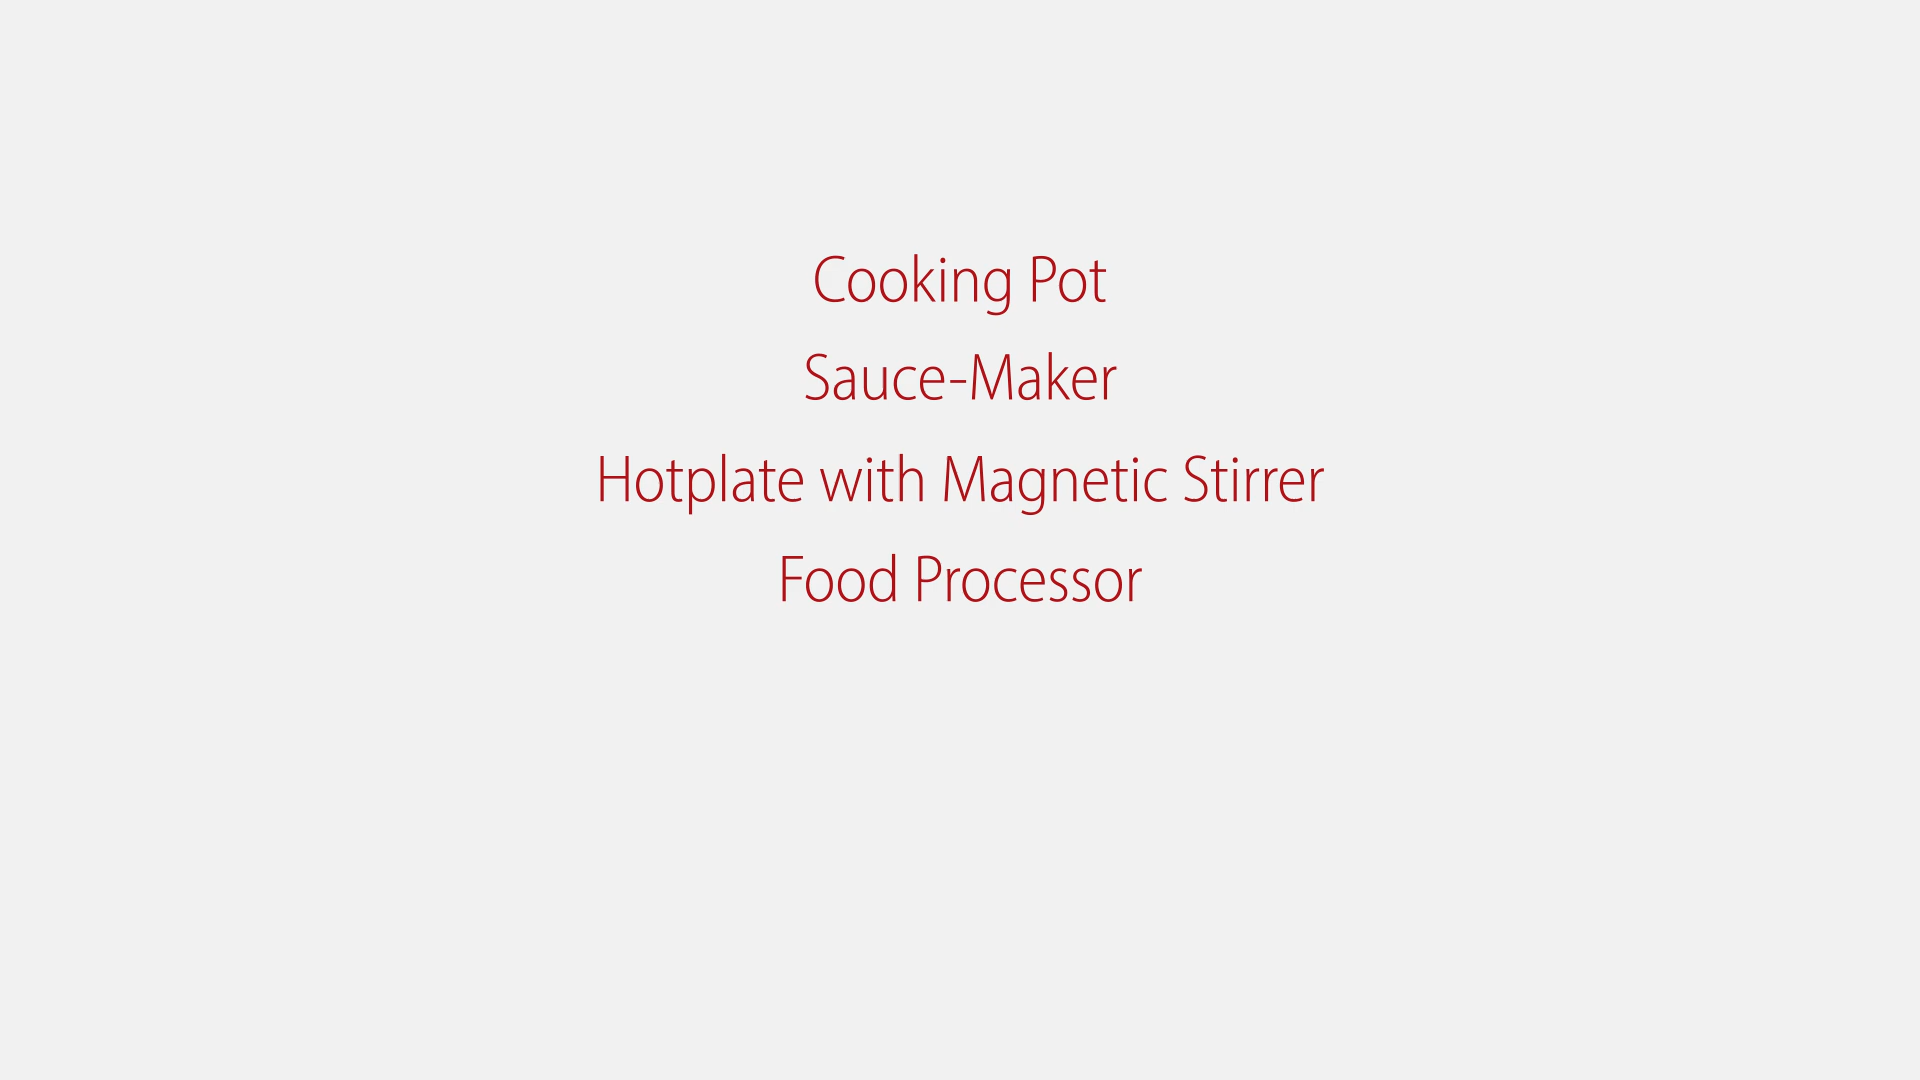 Cooking Pot
Sauce-Maker
Hotplate with Magnetic Stirrer
Food Processor